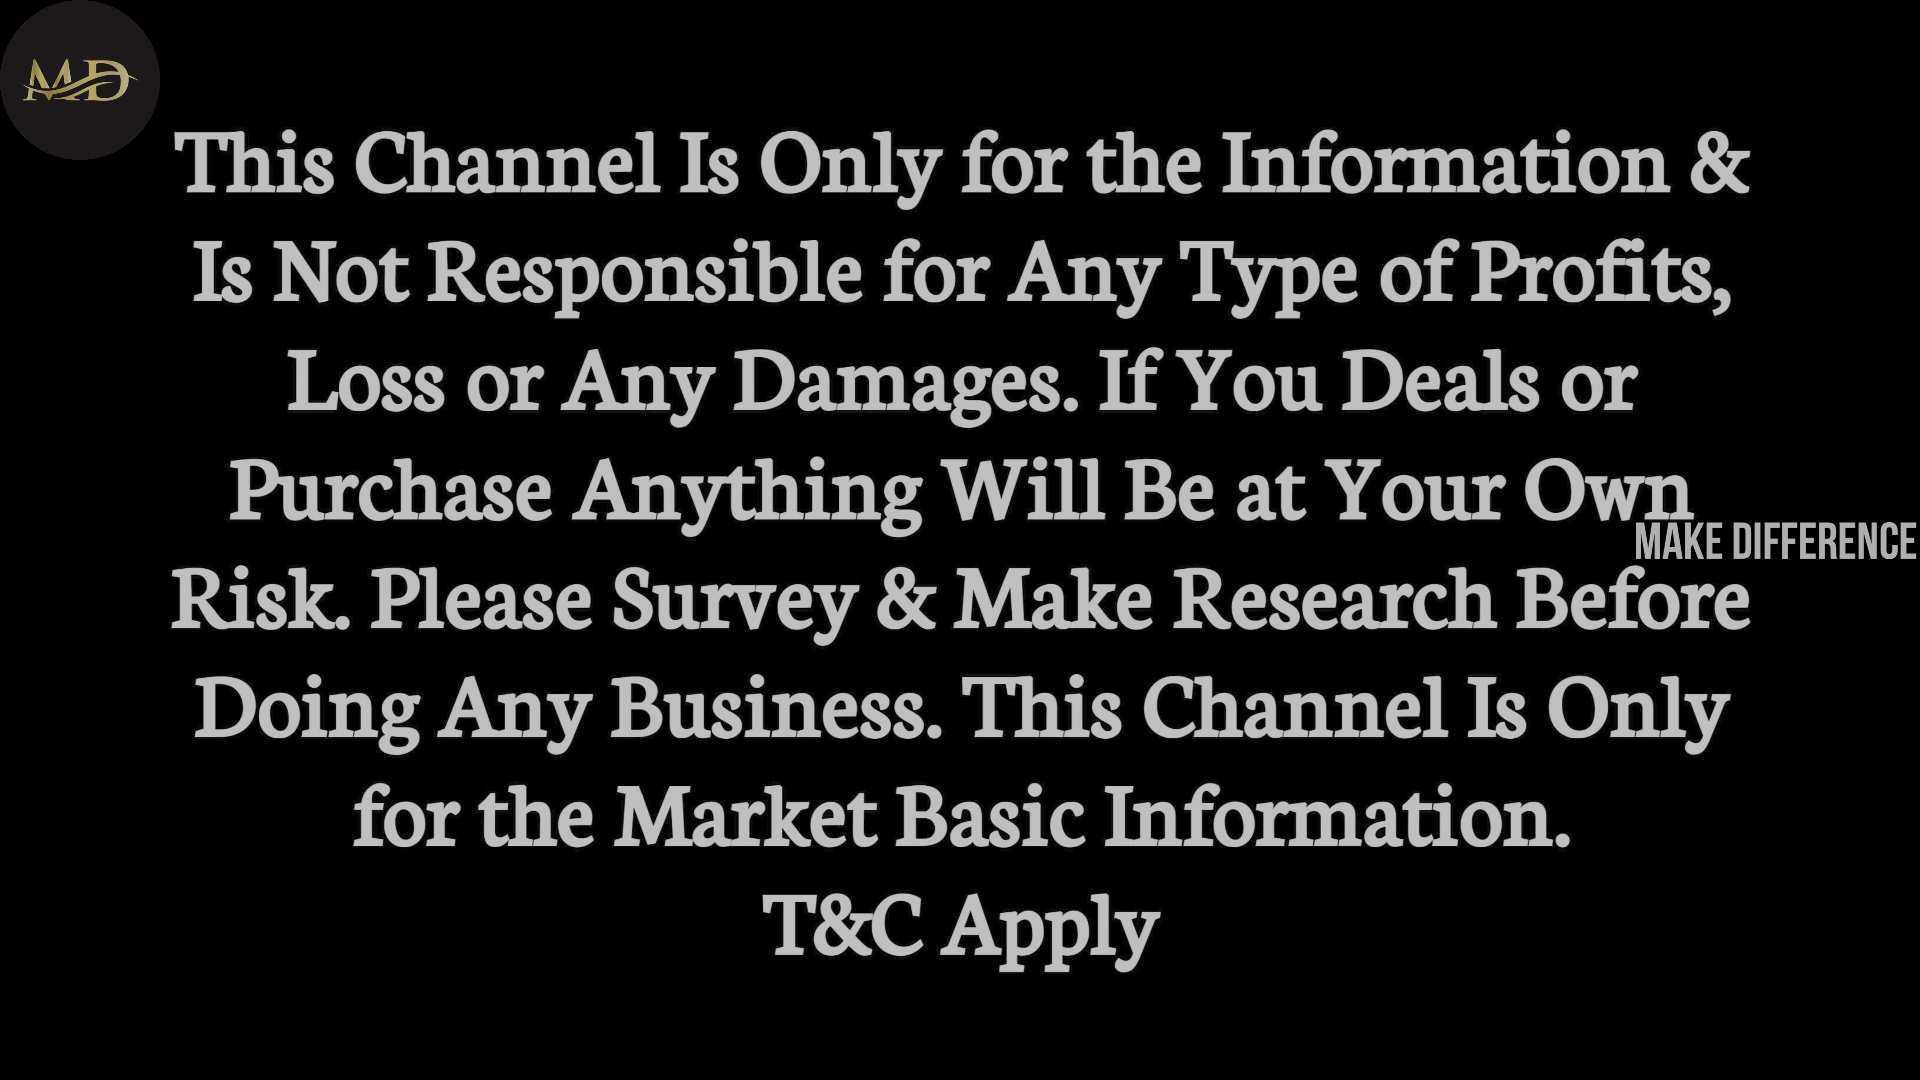 MD
This Channel Is Only for the Information &
Is Not Responsible for Any Type of Profits,
Loss or Any Damages. If You Deals or
Purchase Anything Will Be at Your Own
MAKE DIFFERENCE
Risk. Please Survey & Make Research Before
Doing Any Business. This Channel Is Only
for the Market Basic Information.
T&C Apply